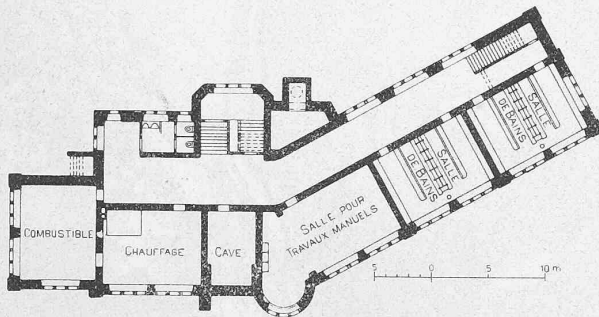 SALLE
DE BAINS
SALLE
DE BAINS
SALLE POUR
TRAVAUX MANUELS
COMBUSTIBLE
CHAUFFAGE
CAVE
5 0 5 10 m.